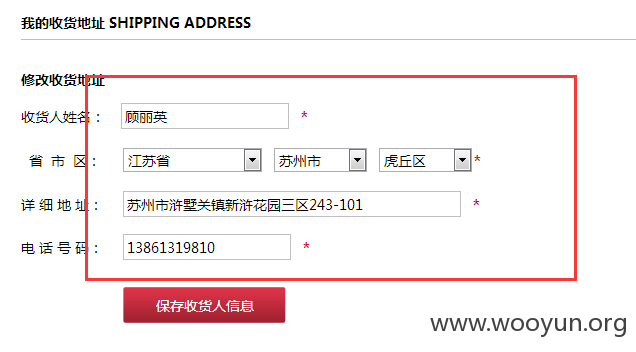 我的收货地址 SHIPPING ADDRESS
修改收货地址
收货人姓名： 顾丽英 *
省 市 区： 江苏省 苏州市 虎丘区 *
详细地址： 苏州市浒墅关镇新浒花园三区243-101 *
电话号码： 13861319810 *
保存收货人信息
www.wooyun.org